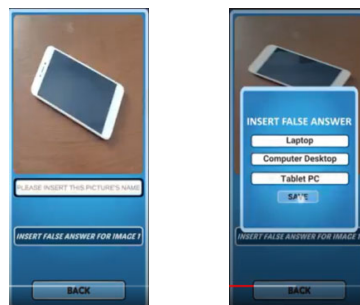 PLEASE INSERT THIS PICTURE'S NAME
INSERT FALSE ANSWER FOR IMAGE 1
BACK
INSERT FALSE ANSWER
Laptop
Computer Desktop
Tablet PC
SAVE
INSERT FALSE ANSWER FOR IMAGE 1
BACK